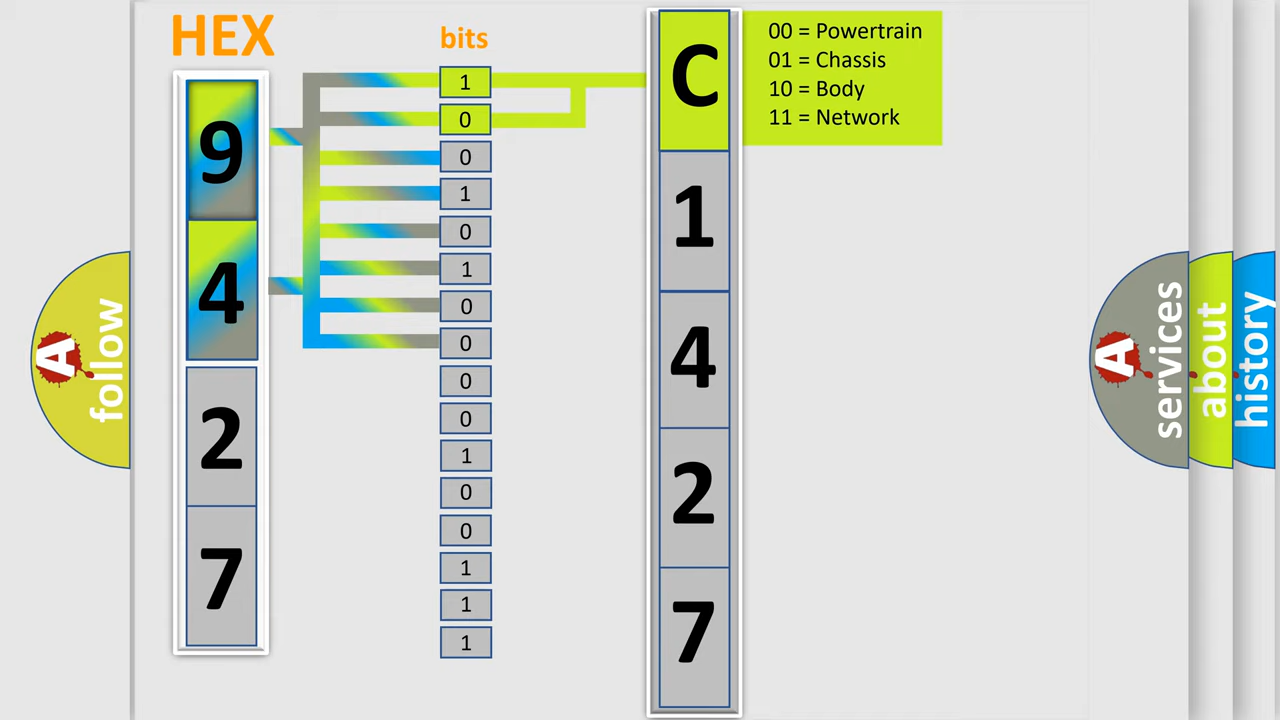 HEX
bits
9
4
2
7
1
0
0
1
0
1
0
0
0
0
1
0
0
1
1
1
C
1
4
2
7
00 = Powertrain
01 = Chassis
10 = Body
11 = Network
A
follow
A
services
about
history